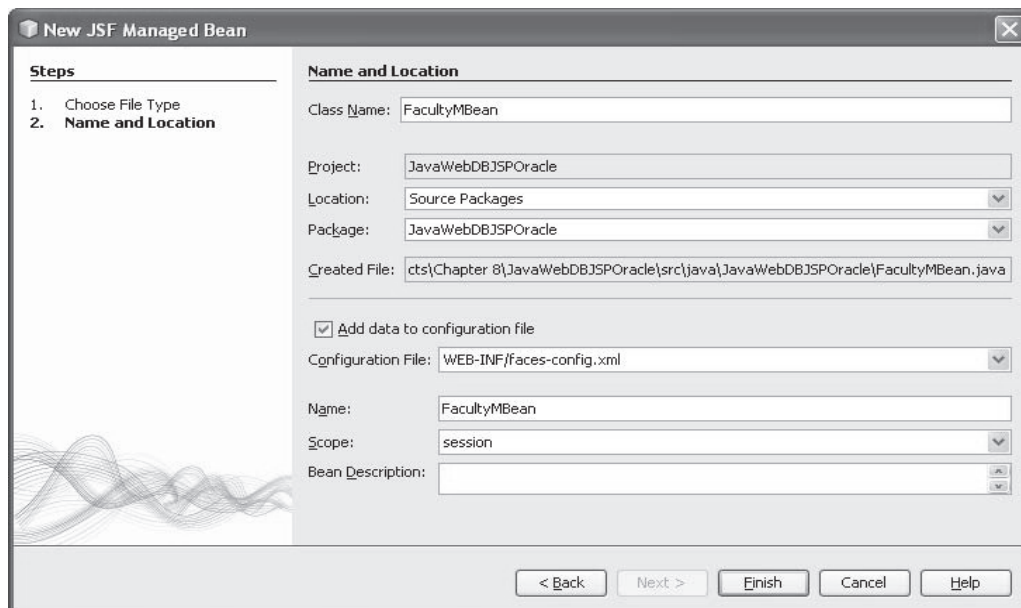 New JSF Managed Bean
Steps
1. Choose File Type
2. Name and Location
Name and Location
Class Name: FacultyMBean
Project: JavaWebDBJSPOracle
Location: Source Packages
Package: JavaWebDBJSPOracle
Created File: cts\Chapter 8\JavaWebDBJSPOracle\src\java\JavaWebDBJSPOracle\FacultyMBean.java
Add data to configuration file
Configuration File: WEB-INF/faces-config.xml
Name: FacultyMBean
Scope: session
Bean Description:
< Back Next > Finish Cancel Help